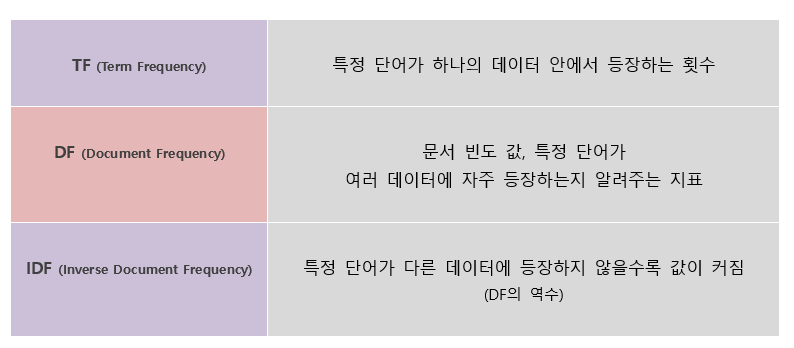 TF (Term Frequency)
특정 단어가 하나의 데이터 안에서 등장하는 횟수
DF (Document Frequency)
문서 빈도 값, 특정 단어가
여러 데이터에 자주 등장하는지 알려주는 지표
IDF (Inverse Document Frequency)
특정 단어가 다른 데이터에 등장하지 않을수록 값이 커짐
(DF의 역수)